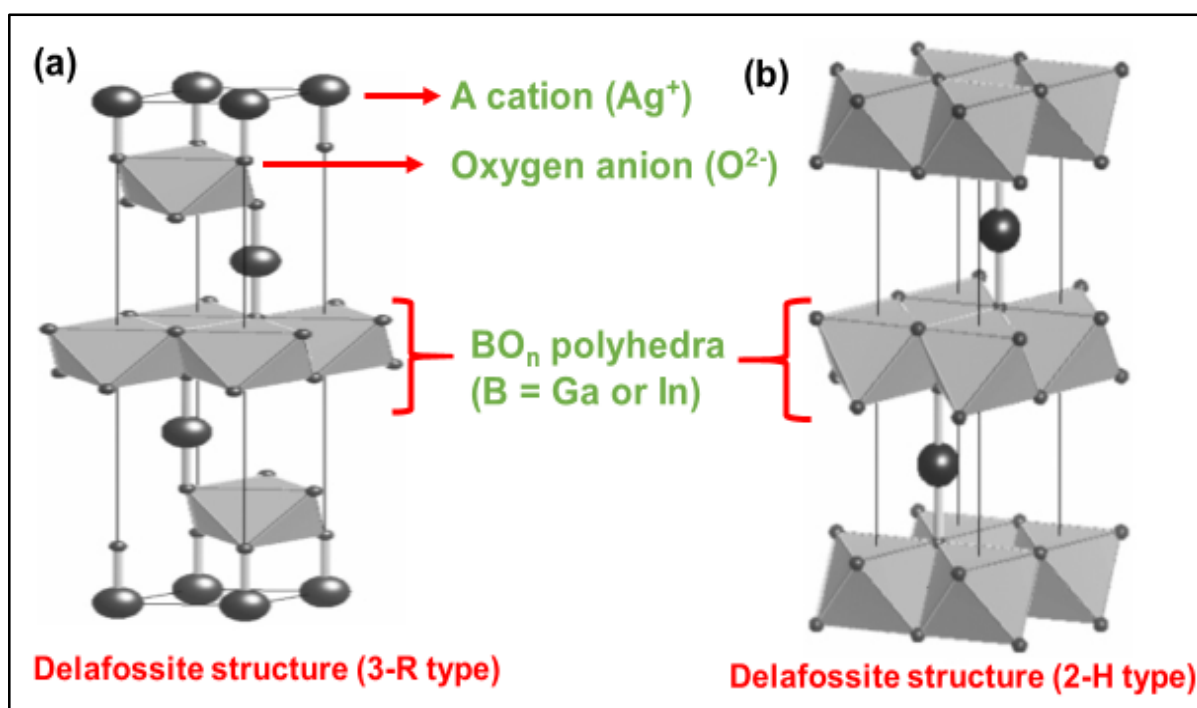 (a)
(b)
A cation (Ag⁺)
Oxygen anion (O²⁻)
BOₙ polyhedra
(B = Ga or In)
Delafossite structure (3-R type)
Delafossite structure (2-H type)